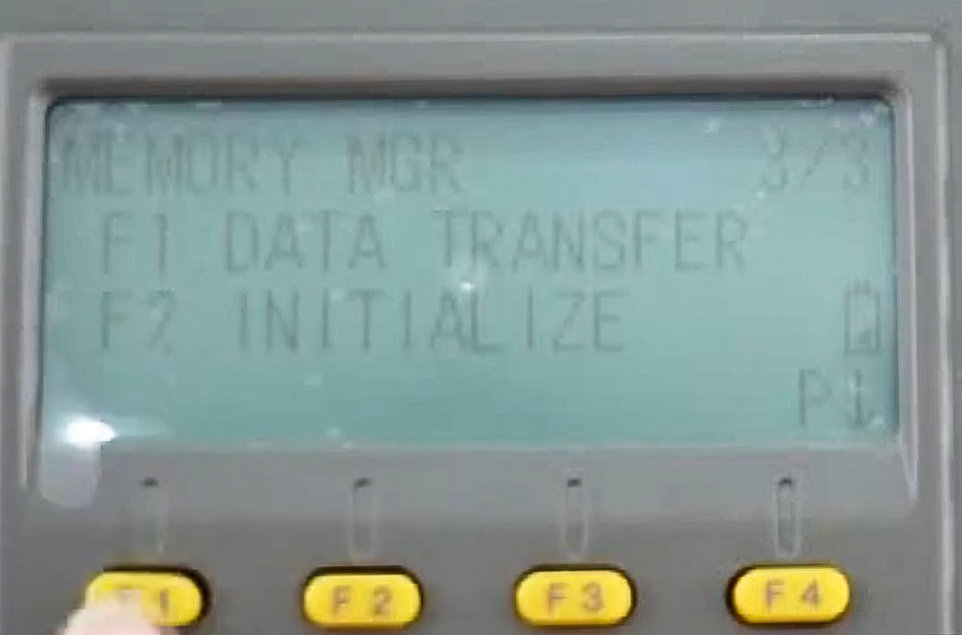 MEMORY MGR 3/3
F1 DATA TRANSFER
F2 INITIALIZE
P↓
F1 F2 F3 F4